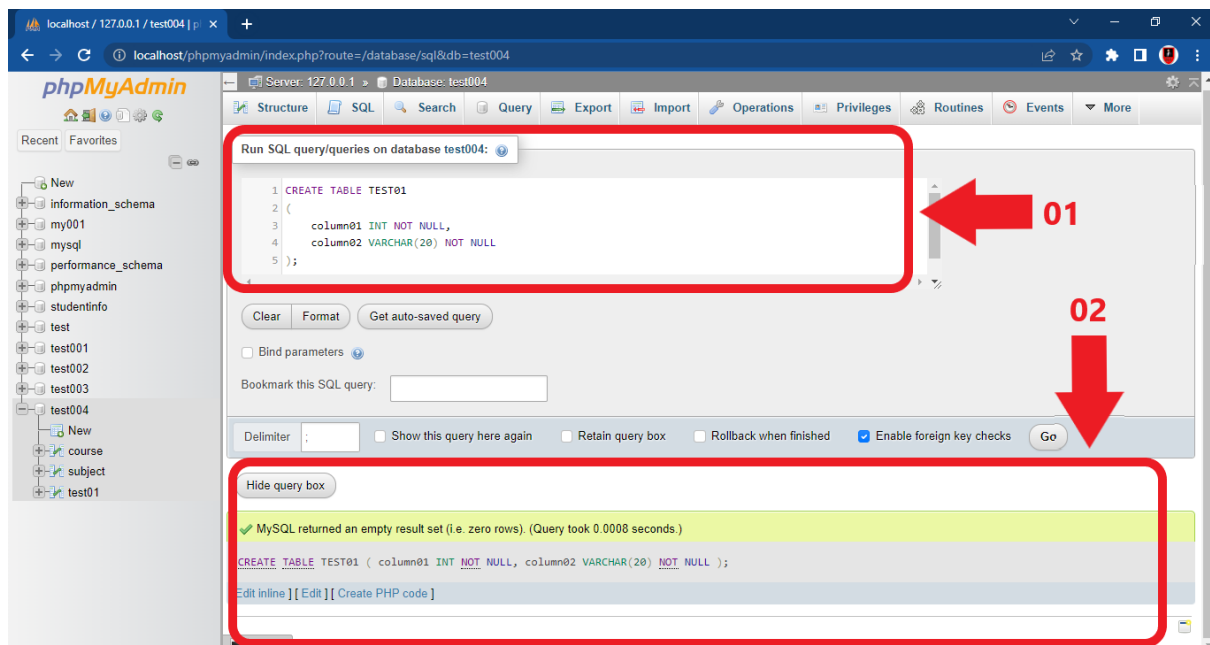 localhost / 127.0.0.1 / test004 | p
localhost/phpmyadmin/index.php?route=/database/sql&db=test004
phpMyAdmin
Recent Favorites
New
information_schema
my001
mysql
performance_schema
phpmyadmin
studentinfo
test
test001
test002
test003
test004
New
course
subject
test01
Server: 127.0.0.1 » Database: test004
Structure SQL Search Query Export Import Operations Privileges Routines Events More
Run SQL query/queries on database test004:
1 CREATE TABLE TEST01
2 (
3 column01 INT NOT NULL,
4 column02 VARCHAR(20) NOT NULL
5 );
01
Clear Format Get auto-saved query
02
Bind parameters
Bookmark this SQL query:
Delimiter ; Show this query here again Retain query box Rollback when finished Enable foreign key checks Go
Hide query box
MySQL returned an empty result set (i.e. zero rows). (Query took 0.0008 seconds.)
CREATE TABLE TEST01 ( column01 INT NOT NULL, column02 VARCHAR(20) NOT NULL );
Edit inline ] [ Edit ] [ Create PHP code ]